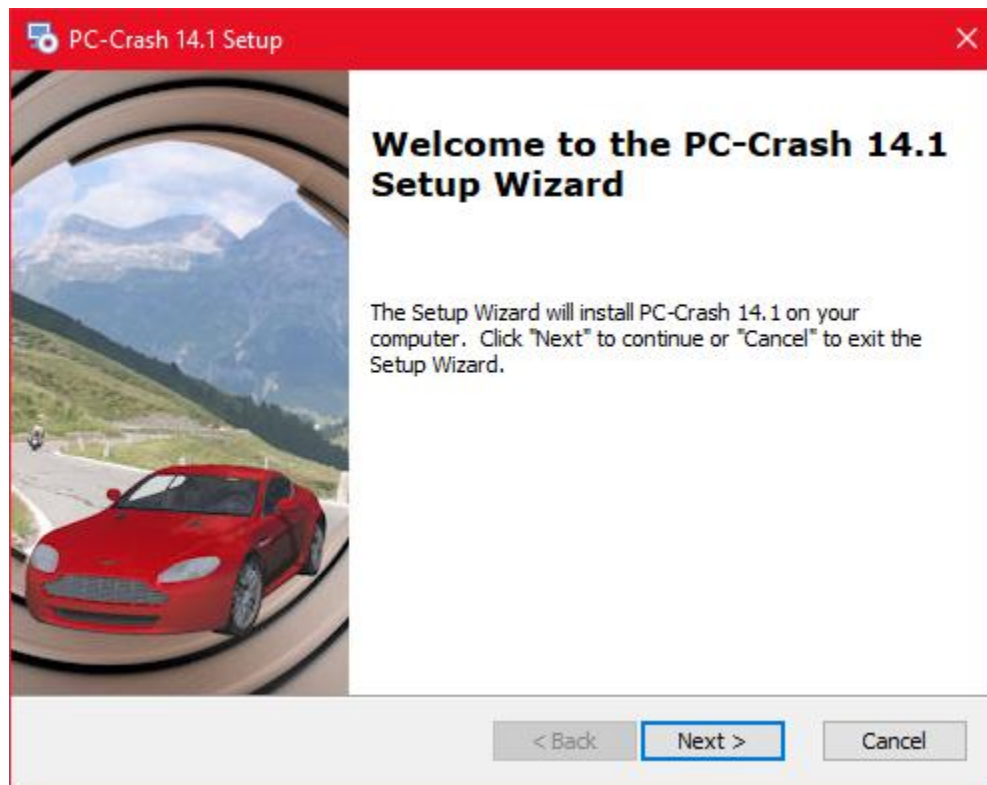 PC-Crash 14.1 Setup
Welcome to the PC-Crash 14.1
Setup Wizard
The Setup Wizard will install PC-Crash 14.1 on your
computer.  Click "Next" to continue or "Cancel" to exit the
Setup Wizard.
< Back
Next >
Cancel